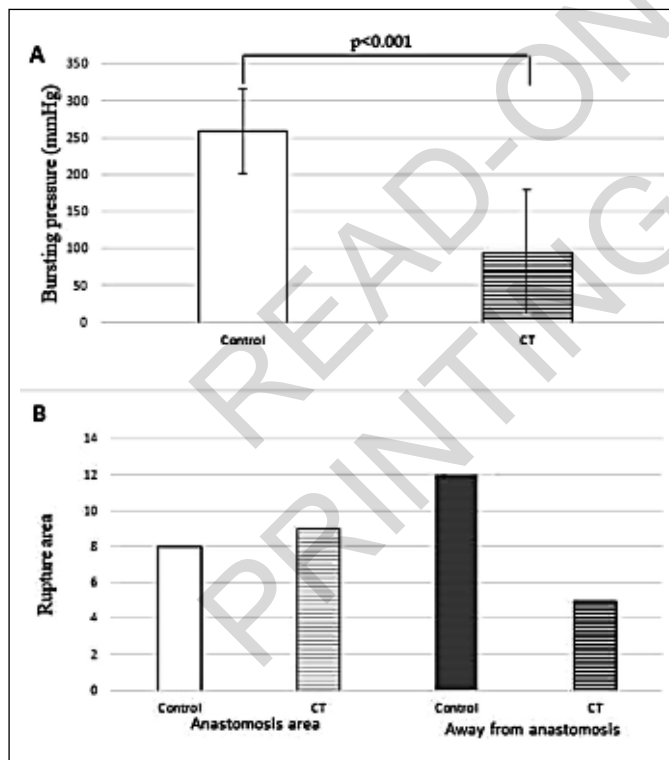 A
p<0.001
Bursting pressure (mmHg)
350
300
250
200
150
100
50
0
Control CT
B
Rupture area
14
12
10
8
6
4
2
0
Control CT Control CT
Anastomosis area Away from anastomosis
READ-ON
PRINTING